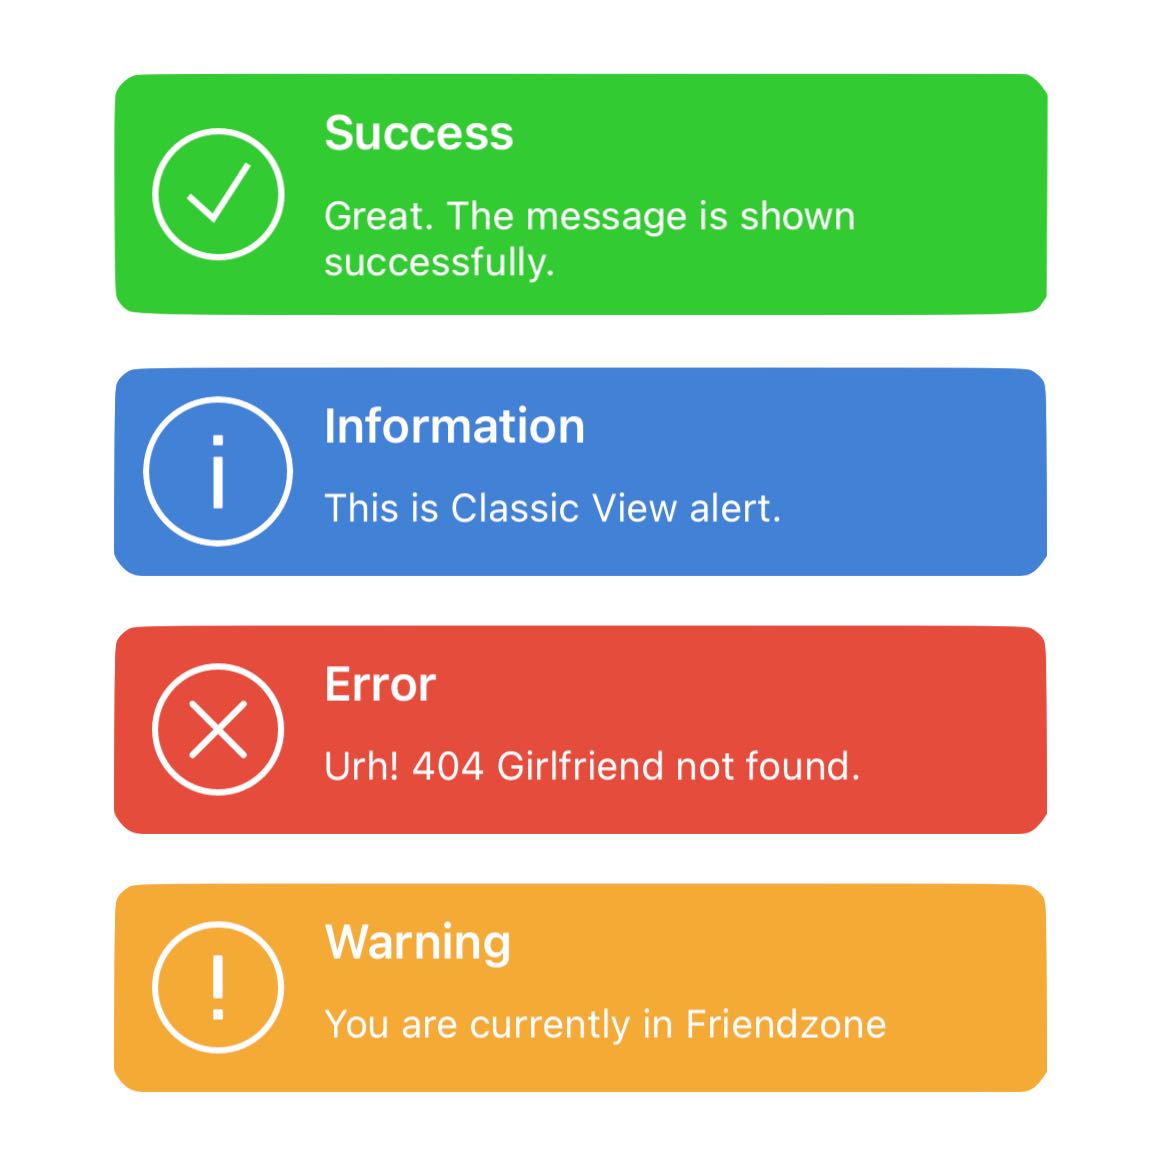 Success
Great. The message is shown
successfully.
Information
This is Classic View alert.
Error
Urh! 404 Girlfriend not found.
Warning
You are currently in Friendzone